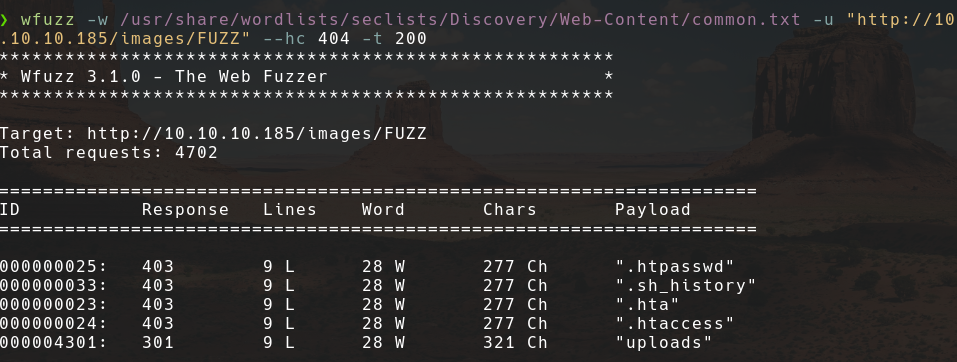 ❯ wfuzz -w /usr/share/wordlists/seclists/Discovery/Web-Content/common.txt -u "http://10
.10.10.185/images/FUZZ" --hc 404 -t 200
********************************************************
* Wfuzz 3.1.0 - The Web Fuzzer                         *
********************************************************

Target: http://10.10.10.185/images/FUZZ
Total requests: 4702

=====================================================================
ID           Response   Lines    Word       Chars       Payload
=====================================================================

000000025:   403        9 L      28 W       277 Ch      ".htpasswd"
000000033:   403        9 L      28 W       277 Ch      ".sh_history"
000000023:   403        9 L      28 W       277 Ch      ".hta"
000000024:   403        9 L      28 W       277 Ch      ".htaccess"
000004301:   301        9 L      28 W       321 Ch      "uploads"